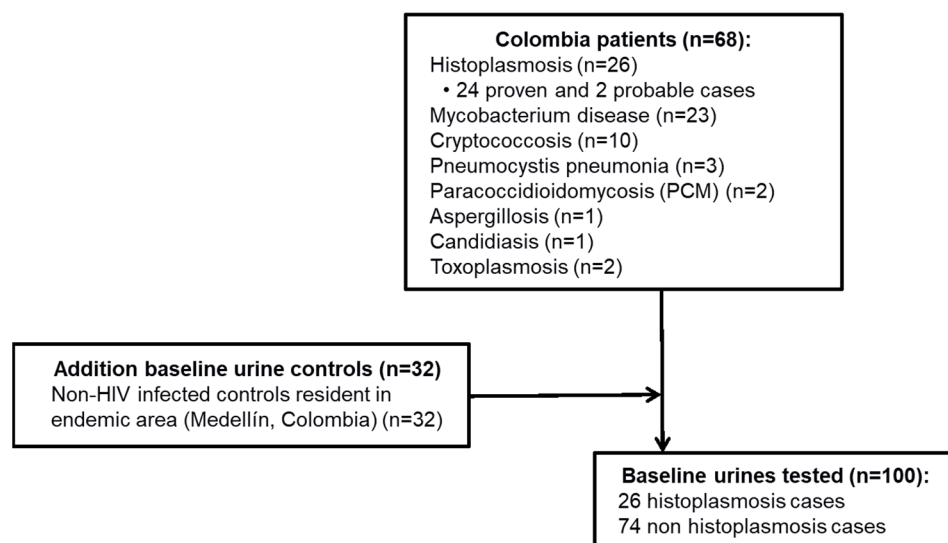 Colombia patients (n=68):
Histoplasmosis (n=26)
• 24 proven and 2 probable cases
Mycobacterium disease (n=23)
Cryptococcosis (n=10)
Pneumocystis pneumonia (n=3)
Paracoccidioidomycosis (PCM) (n=2)
Aspergillosis (n=1)
Candidiasis (n=1)
Toxoplasmosis (n=2)
Addition baseline urine controls (n=32)
Non-HIV infected controls resident in
endemic area (Medellín, Colombia) (n=32)
Baseline urines tested (n=100):
26 histoplasmosis cases
74 non histoplasmosis cases